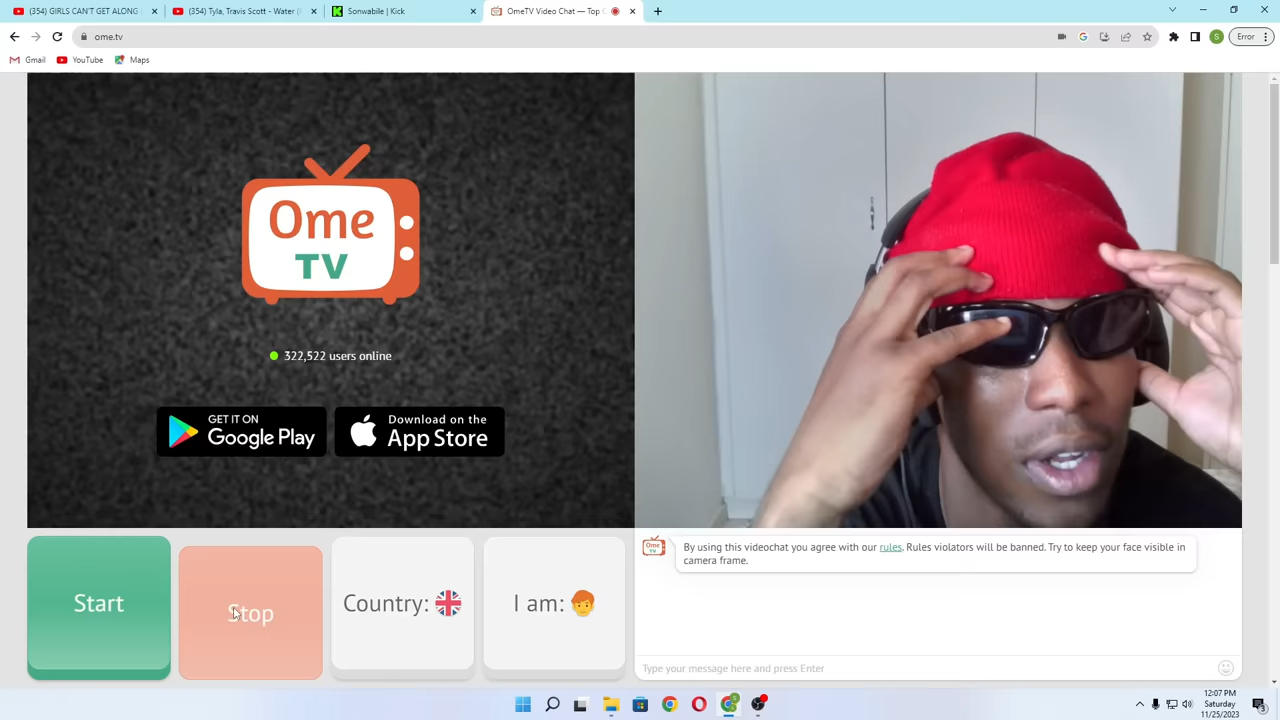 (354) GIRLS CAN'T GET ALONG
(354) Tyla, Travis Scott - Water (
Sonwabile | Kick
OmeTV Video Chat — Top
ome.tv
Error
Gmail
YouTube
Maps
Ome
TV
322,522 users online
GET IT ON
Google Play
Download on the
App Store
Start
Stop
Country:
I am:
Ome
TV
By using this videochat you agree with our rules. Rules violators will be banned. Try to keep your face visible in
camera frame.
Type your message here and press Enter
12:07 PM
Saturday
11/25/2023